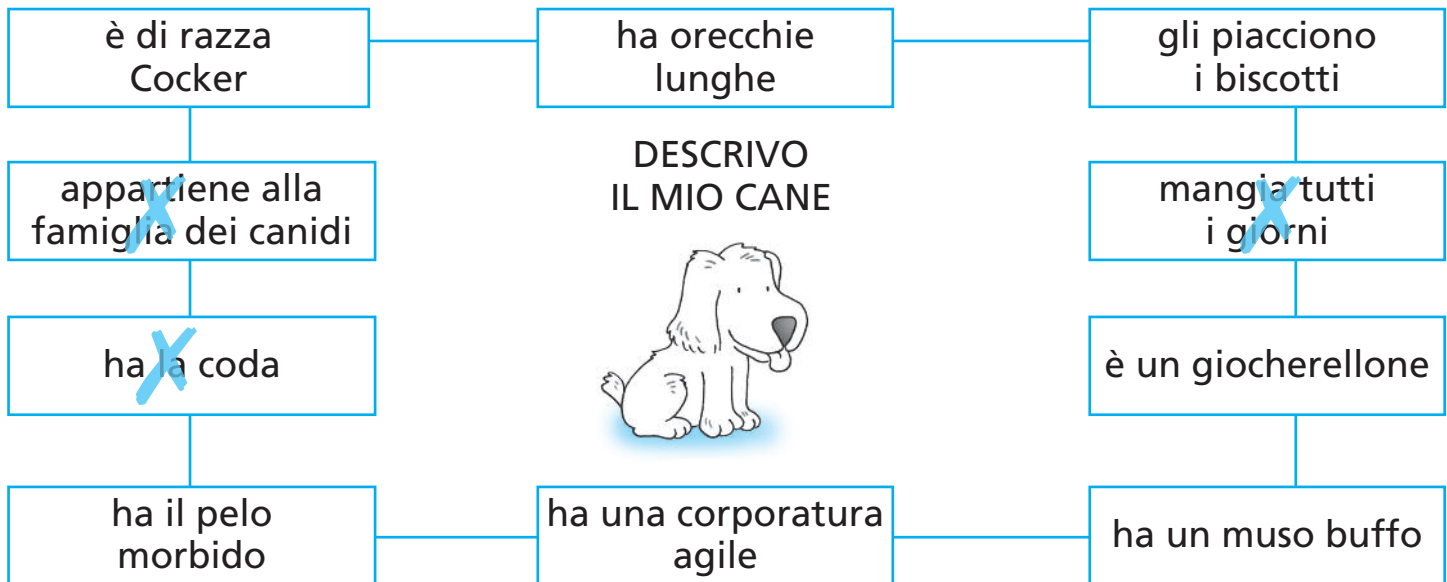 è di razza
Cocker
ha orecchie
lunghe
gli piacciono
i biscotti
DESCRIVO
IL MIO CANE
appartiene alla
famiglia dei canidi
mangia tutti
i giorni
ha la coda
è un giocherellone
ha il pelo
morbido
ha una corporatura
agile
ha un muso buffo